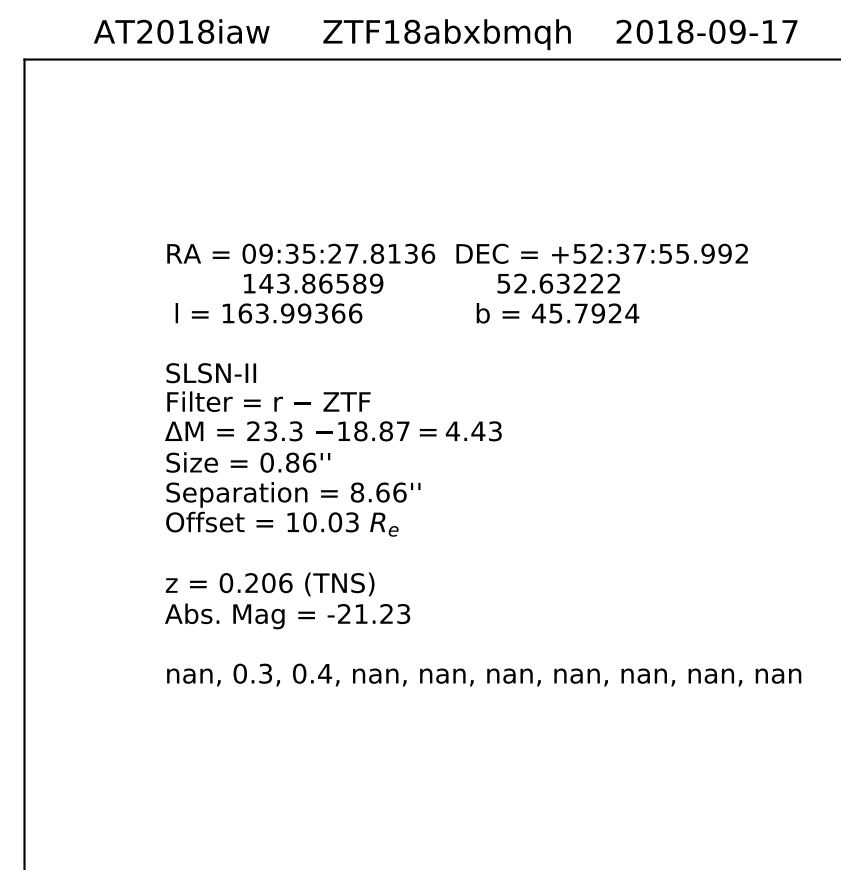 AT2018iaw ZTF18abxbmqh 2018-09-17
RA = 09:35:27.8136 DEC = +52:37:55.992
143.86589 52.63222
l = 163.99366 b = 45.7924
SLSN-II
Filter = r − ZTF
ΔM = 23.3 −18.87 = 4.43
Size = 0.86''
Separation = 8.66''
Offset = 10.03 Re
z = 0.206 (TNS)
Abs. Mag = -21.23
nan, 0.3, 0.4, nan, nan, nan, nan, nan, nan, nan